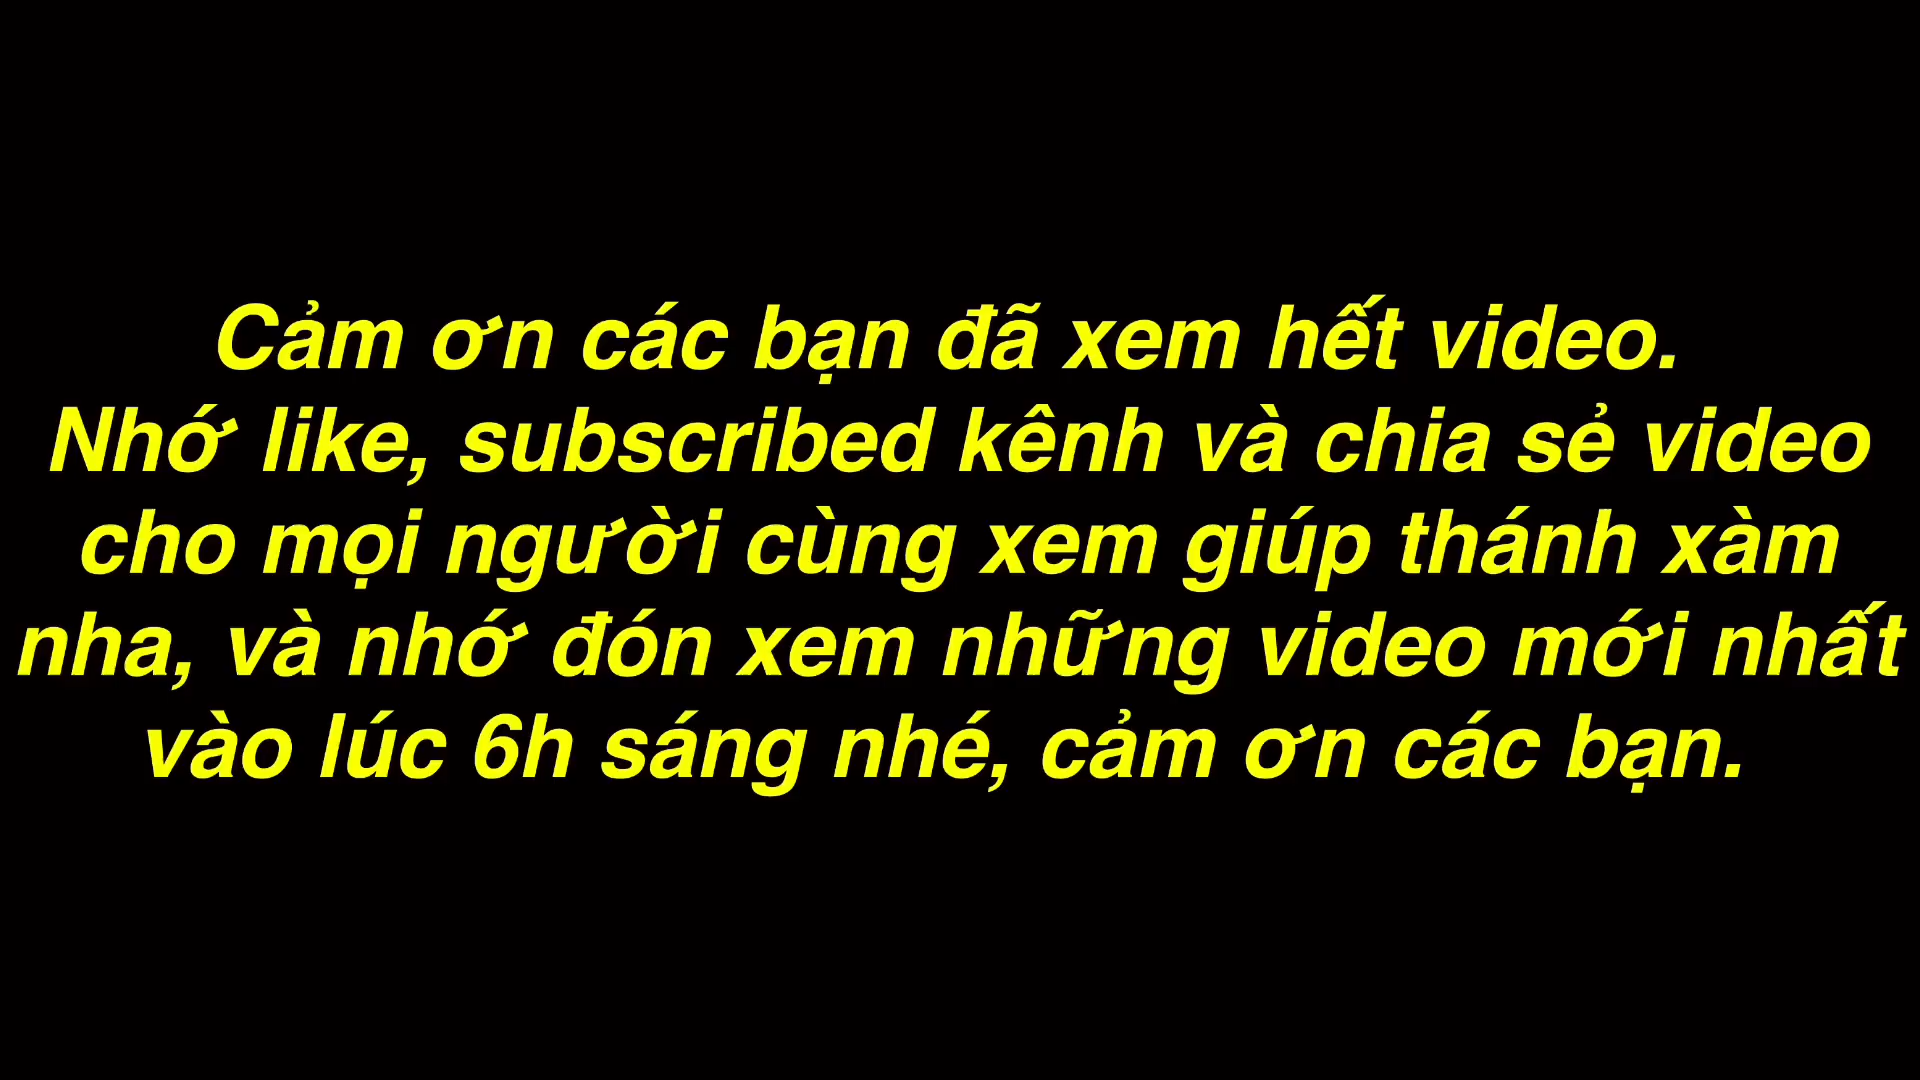 Cảm ơn các bạn đã xem hết video.
Nhớ like, subscribed kênh và chia sẻ video
cho mọi người cùng xem giúp thánh xàm
nha, và nhớ đón xem những video mới nhất
vào lúc 6h sáng nhé, cảm ơn các bạn.